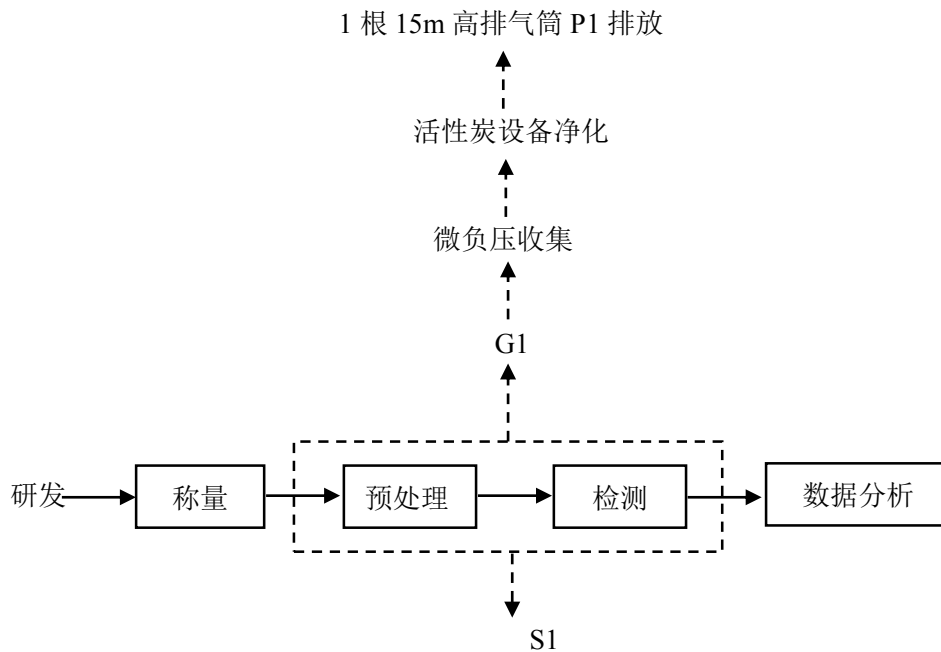 1 根 15m 高排气筒 P1 排放
活性炭设备净化
微负压收集
G1
研发
称量
预处理
检测
数据分析
S1